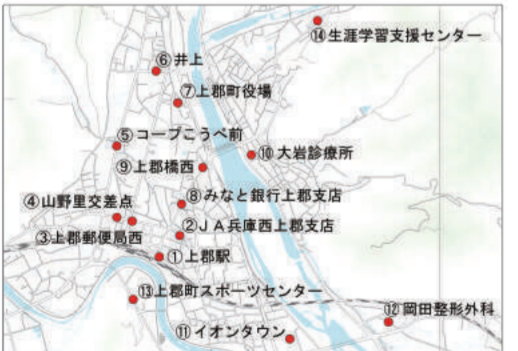 ⑭生涯学習支援センター
⑥井上
⑦上郡町役場
⑤コープこうべ前
⑩大岩診療所
⑨上郡橋西
⑧みなと銀行上郡支店
④山野里交差点
②JA兵庫西上郡支店
③上郡郵便局西
①上郡駅
⑬上郡町スポーツセンター
⑫岡田整形外科
⑪イオンタウン